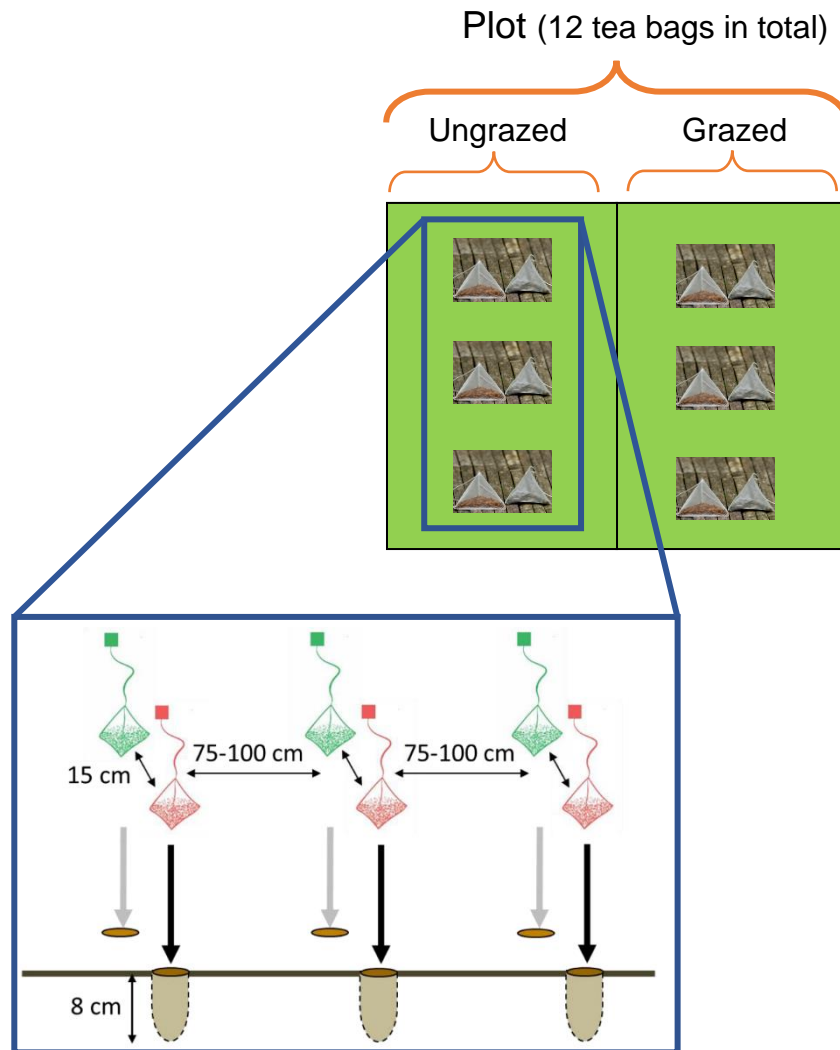 Plot (12 tea bags in total)
Ungrazed Grazed
75-100 cm 75-100 cm
15 cm
8 cm